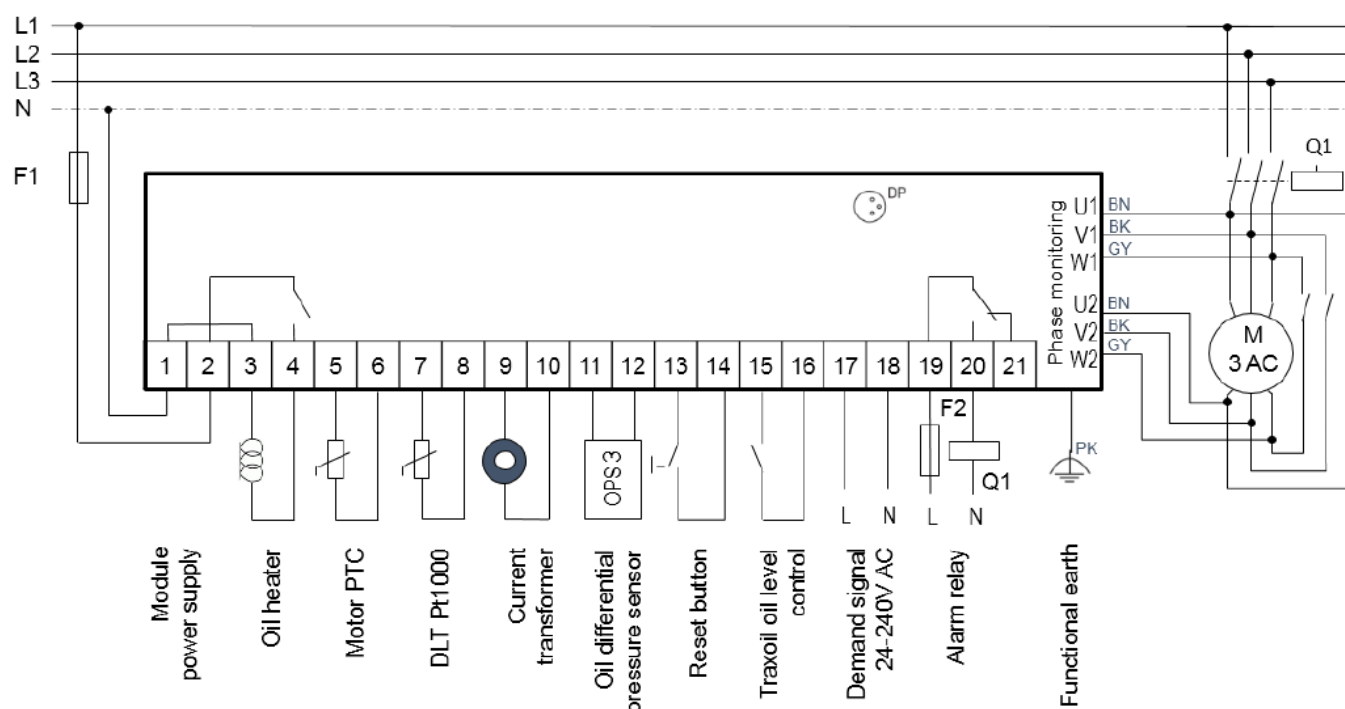 L1
L2
L3
N
F1
Q1
DP
Phase monitoring
U1 BN
V1 BK
W1 GY
U2 BN
V2 BK
W2 GY
M
3 AC
1 2 3 4 5 6 7 8 9 10 11 12 13 14 15 16 17 18 19 20 21
F2
OPS3
PK
Q1
L N L N
Module
power supply
Oil heater
Motor PTC
DLT Pt1000
Current
transformer
Oil differential
pressure sensor
Reset button
Traxoil oil level
control
Demand signal
24-240V AC
Alarm relay
Functional earth